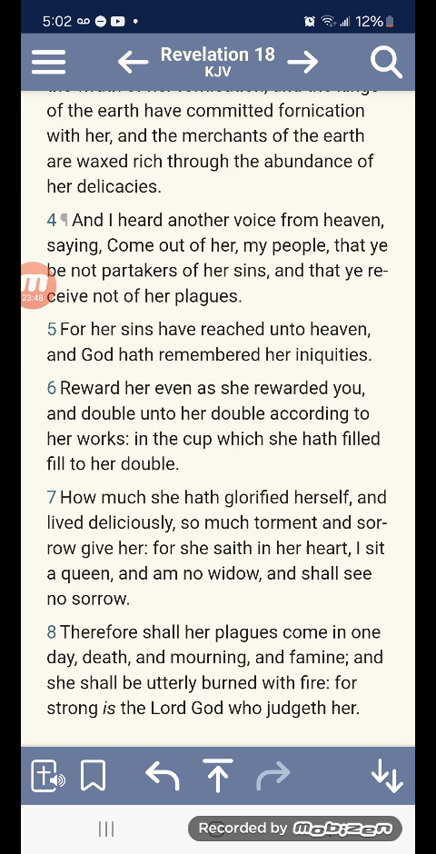 5:02 12%
Revelation 18
KJV
of the earth have committed fornication
with her, and the merchants of the earth
are waxed rich through the abundance of
her delicacies.
4 ¶ And I heard another voice from heaven,
saying, Come out of her, my people, that ye
be not partakers of her sins, and that ye re-
ceive not of her plagues.
23:48
5 For her sins have reached unto heaven,
and God hath remembered her iniquities.
6 Reward her even as she rewarded you,
and double unto her double according to
her works: in the cup which she hath filled
fill to her double.
7 How much she hath glorified herself, and
lived deliciously, so much torment and sor-
row give her: for she saith in her heart, I sit
a queen, and am no widow, and shall see
no sorrow.
8 Therefore shall her plagues come in one
day, death, and mourning, and famine; and
she shall be utterly burned with fire: for
strong is the Lord God who judgeth her.
Recorded by mobizen